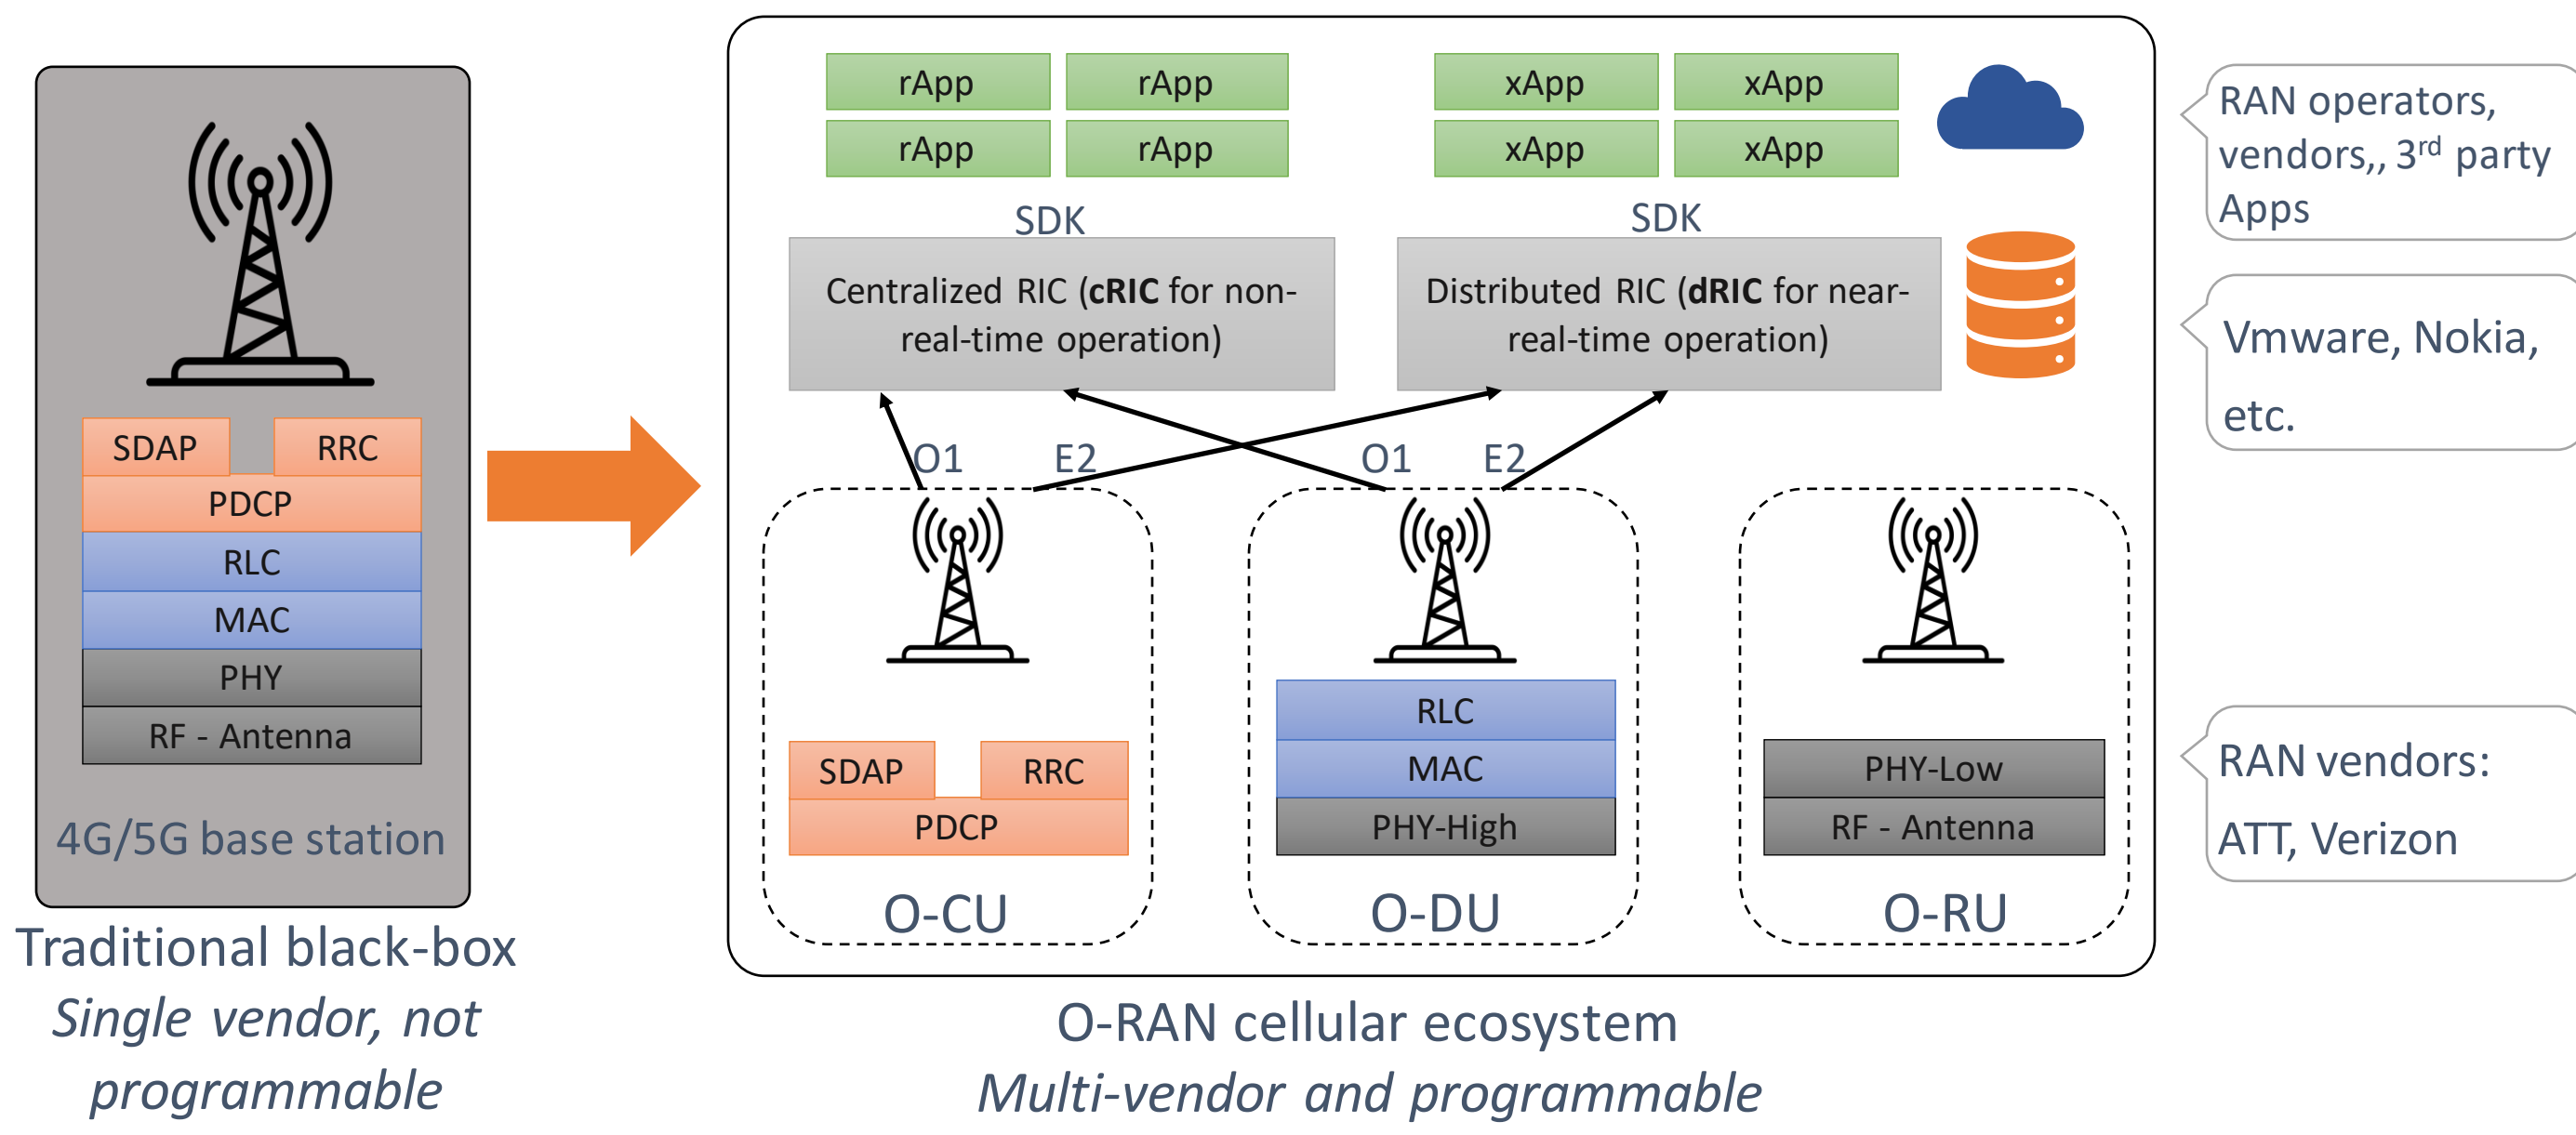 SDAP
RRC
PDCP
RLC
MAC
PHY
RF - Antenna
4G/5G base station
Traditional black-box
Single vendor, not
programmable
rApp
rApp
rApp
rApp
xApp
xApp
xApp
xApp
SDK
SDK
Centralized RIC (cRIC for non-
real-time operation)
Distributed RIC (dRIC for near-
real-time operation)
O1
E2
O1
E2
SDAP
RRC
PDCP
O-CU
RLC
MAC
PHY-High
O-DU
PHY-Low
RF - Antenna
O-RU
O-RAN cellular ecosystem
Multi-vendor and programmable
RAN operators,
vendors,, 3rd party
Apps
Vmware, Nokia,
etc.
RAN vendors:
ATT, Verizon